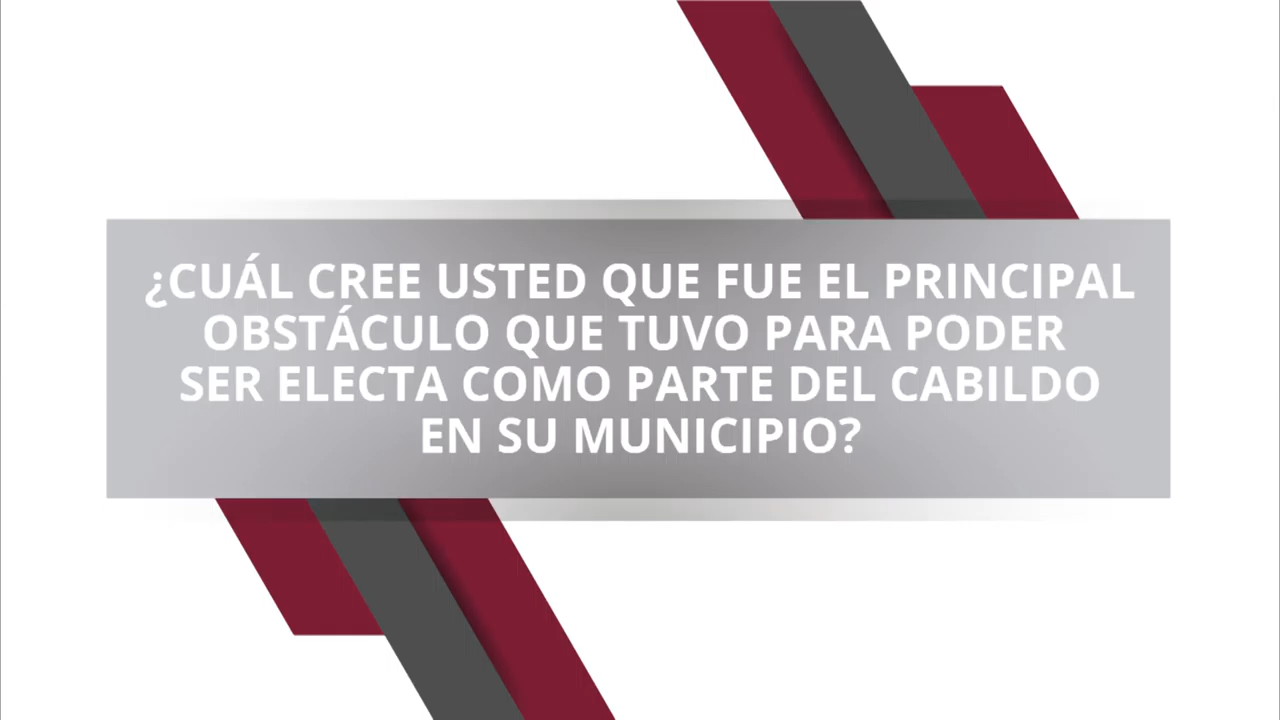 ¿CUÁL CREE USTED QUE FUE EL PRINCIPAL
OBSTÁCULO QUE TUVO PARA PODER
SER ELECTA COMO PARTE DEL CABILDO
EN SU MUNICIPIO?